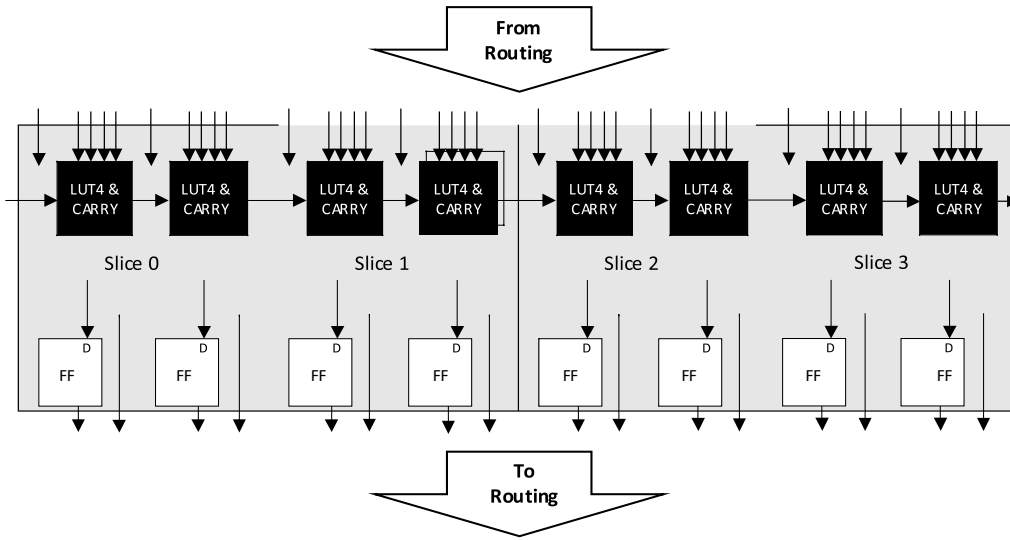 From
Routing
LUT4 &
CARRY
LUT4 &
CARRY
LUT4 &
CARRY
LUT4 &
CARRY
LUT4 &
CARRY
LUT4 &
CARRY
LUT4 &
CARRY
LUT4 &
CARRY
Slice 0
Slice 1
Slice 2
Slice 3
D
FF
D
FF
D
FF
D
FF
D
FF
D
FF
D
FF
D
FF
To
Routing